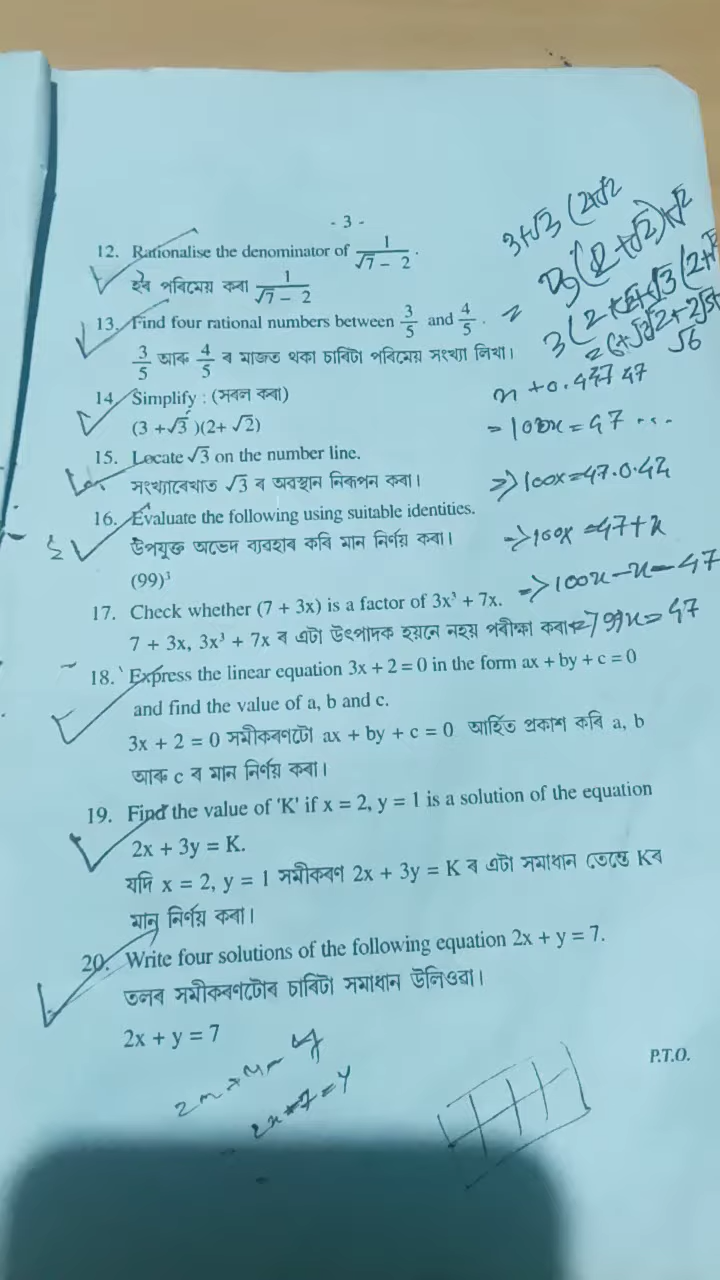 - 3 -
12. Rationalise the denominator of 1/(√7 - 2).
হৰ পৰিমেয় কৰা 1/(√7 - 2)
13. Find four rational numbers between 3/5 and 4/5.
3/5 আৰু 4/5 ৰ মাজত থকা চাৰিটা পৰিমেয় সংখ্যা লিখা।
14. Simplify : (সৰল কৰা)
(3 + √3)(2 + √2)
15. Locate √3 on the number line.
সংখ্যাৰেখাত √3 ৰ অৱস্থান নিৰূপন কৰা।
16. Evaluate the following using suitable identities.
উপযুক্ত অভেদ ব্যৱহাৰ কৰি মান নিৰ্ণয় কৰা।
(99)³
17. Check whether (7 + 3x) is a factor of 3x³ + 7x.
7 + 3x, 3x³ + 7x ৰ এটা উৎপাদক হয়নে নহয় পৰীক্ষা কৰা
18. Express the linear equation 3x + 2 = 0 in the form ax + by + c = 0
and find the value of a, b and c.
3x + 2 = 0 সমীকৰণটো ax + by + c = 0 আৰ্হিত প্ৰকাশ কৰি a, b
আৰু c ৰ মান নিৰ্ণয় কৰা।
19. Find the value of 'K' if x = 2, y = 1 is a solution of the equation
2x + 3y = K.
যদি x = 2, y = 1 সমীকৰণ 2x + 3y = K ৰ এটা সমাধান তেন্তে Kৰ
মান নিৰ্ণয় কৰা।
20. Write four solutions of the following equation 2x + y = 7.
তলৰ সমীকৰণটোৰ চাৰিটা সমাধান উলিওৱা।
2x + y = 7
P.T.O.
3+√3 (2+√2
= 100x = 47 ...
⇒ 100x = 47+x
⇒ 100x - x = 47
⇒ 99x = 47